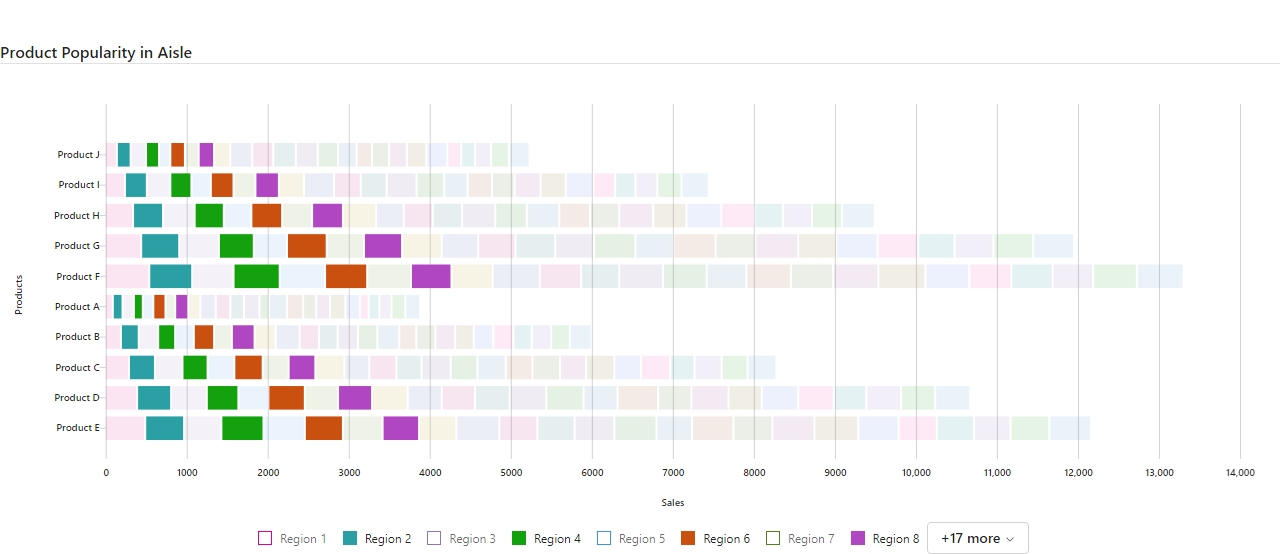 Product Popularity in Aisle
Product J
Product I
Product H
Product G
Product F
Product A
Product B
Product C
Product D
Product E
Products
0 1000 2000 3000 4000 5000 6000 7000 8000 9000 10,000 11,000 12,000 13,000 14,000
Sales
Region 1 Region 2 Region 3 Region 4 Region 5 Region 6 Region 7 Region 8 +17 more